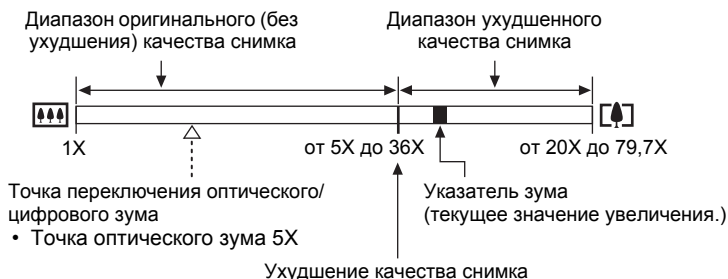 Диапазон оригинального (без
ухудшения) качества снимка
Диапазон ухудшенного
качества снимка
1X
от 5X до 36X
от 20X до 79,7X
Точка переключения оптического/
цифрового зума
• Точка оптического зума 5X
Указатель зума
(текущее значение увеличения.)
Ухудшение качества снимка